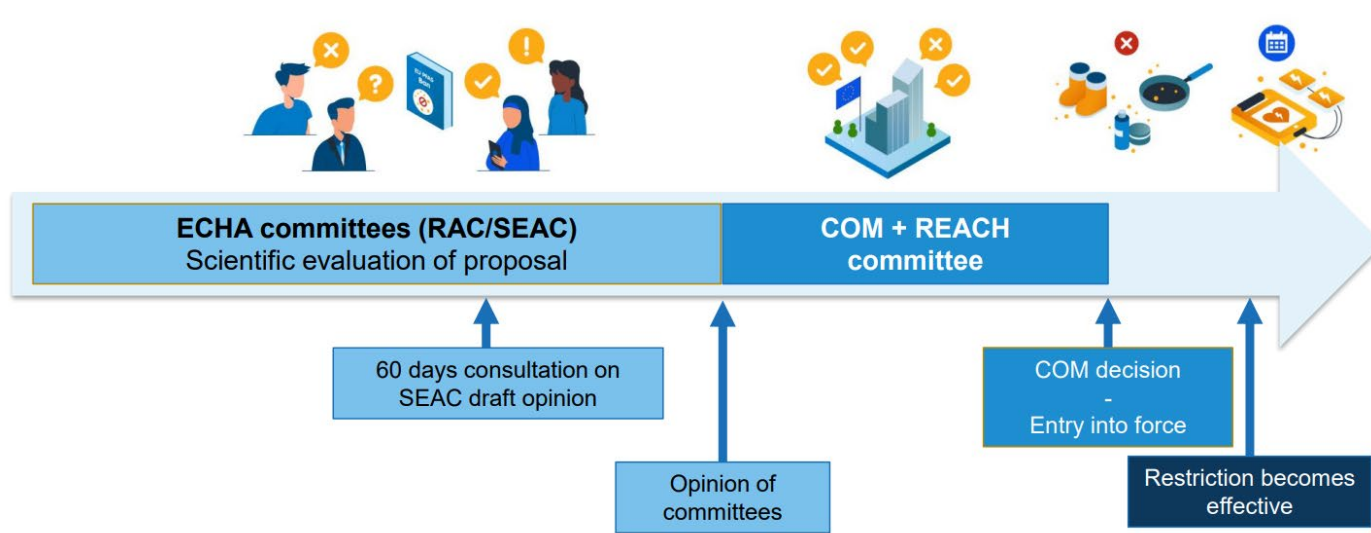 ECHA committees (RAC/SEAC)
Scientific evaluation of proposal
COM + REACH
committee
60 days consultation on
SEAC draft opinion
Opinion of
committees
COM decision
-
Entry into force
Restriction becomes
effective